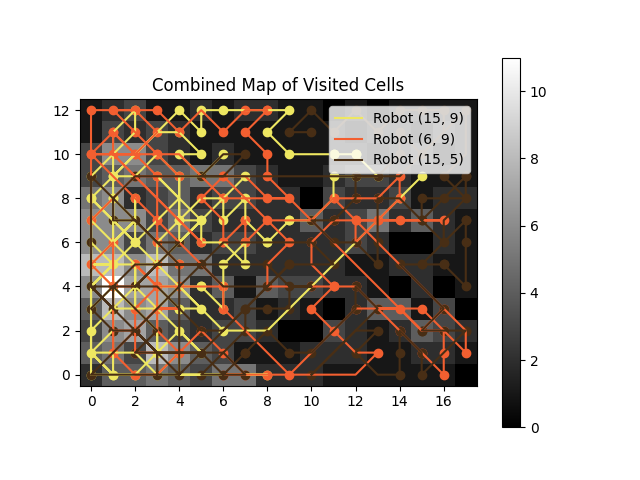 Combined Map of Visited Cells
12
10
8
6
4
2
0
0 2 4 6 8 10 12 14 16
Robot (15, 9)
Robot (6, 9)
Robot (15, 5)
10
8
6
4
2
0